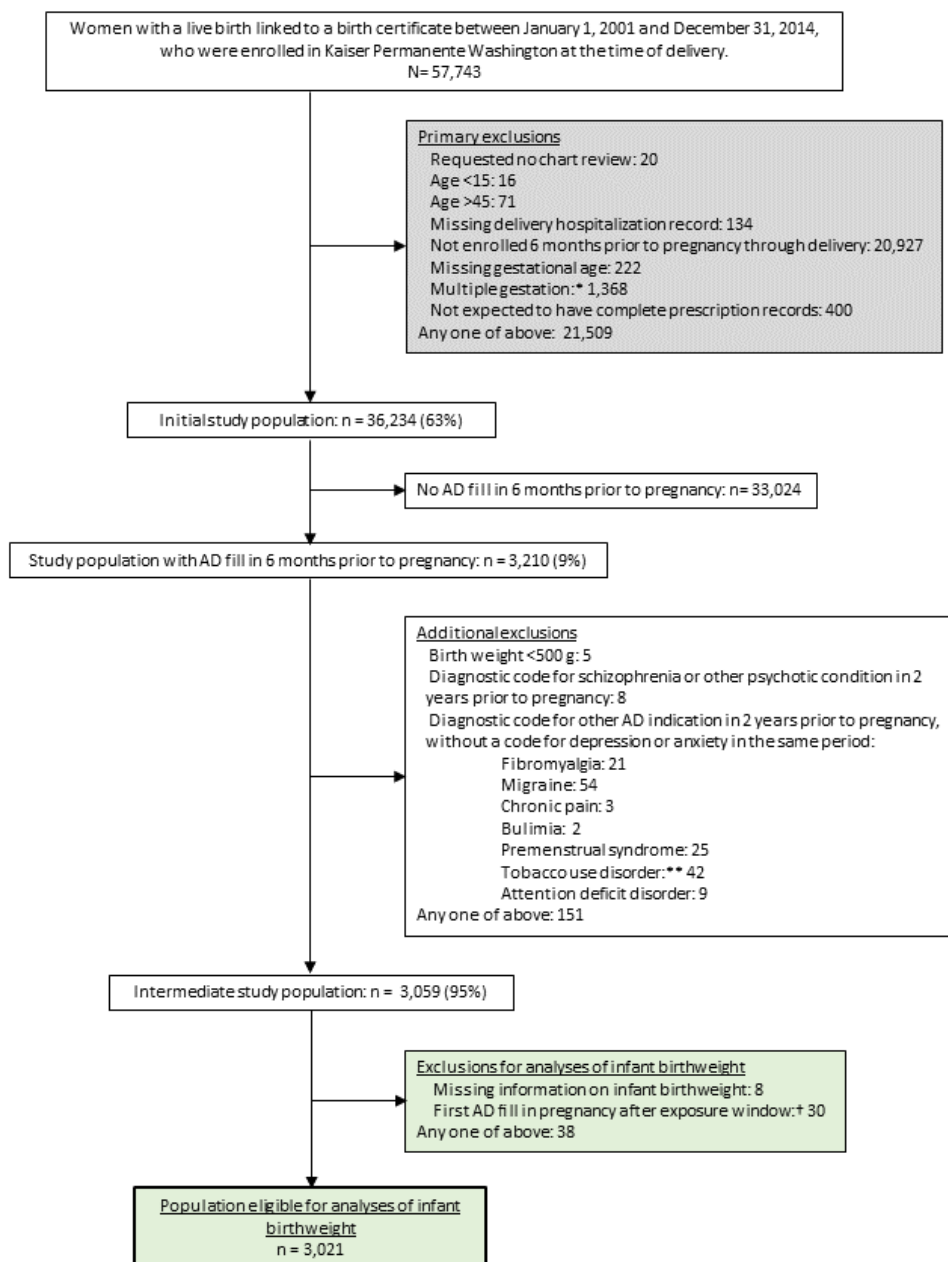 Women with a live birth linked to a birth certificate between January 1, 2001 and December 31, 2014,
who were enrolled in Kaiser Permanente Washington at the time of delivery.
N= 57,743
Primary exclusions
Requested no chart review: 20
Age <15: 16
Age >45: 71
Missing delivery hospitalization record: 134
Not enrolled 6 months prior to pregnancy through delivery: 20,927
Missing gestational age: 222
Multiple gestation:* 1,368
Not expected to have complete prescription records: 400
Any one of above: 21,509
Initial study population: n = 36,234 (63%)
No AD fill in 6 months prior to pregnancy: n= 33,024
Study population with AD fill in 6 months prior to pregnancy: n = 3,210 (9%)
Additional exclusions
Birth weight <500 g: 5
Diagnostic code for schizophrenia or other psychotic condition in 2
years prior to pregnancy: 8
Diagnostic code for other AD indication in 2 years prior to pregnancy,
without a code for depression or anxiety in the same period:
Fibromyalgia: 21
Migraine: 54
Chronic pain: 3
Bulimia: 2
Premenstrual syndrome: 25
Tobacco use disorder:** 42
Attention deficit disorder: 9
Any one of above: 151
Intermediate study population: n = 3,059 (95%)
Exclusions for analyses of infant birthweight
Missing information on infant birthweight: 8
First AD fill in pregnancy after exposure window:† 30
Any one of above: 38
Population eligible for analyses of infant
birthweight
n = 3,021